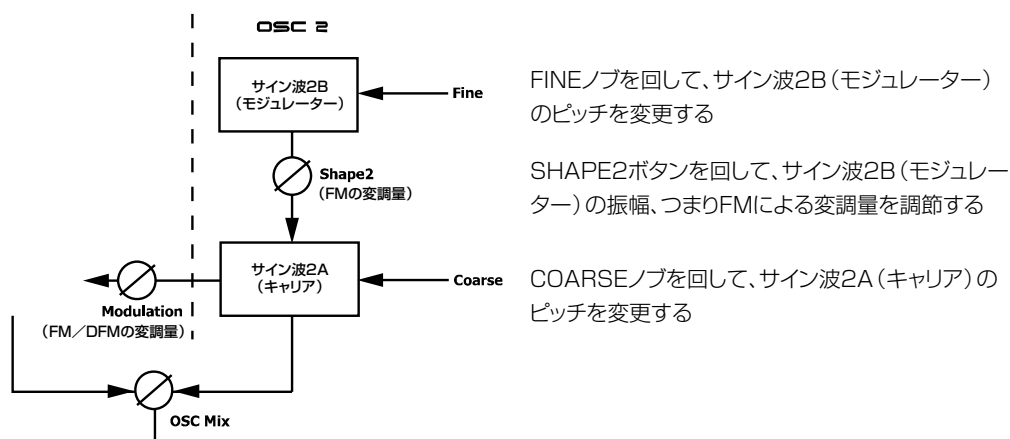 OSC 2
サイン波2B
（モジュレーター）
Fine
FINEノブを回して、サイン波2B（モジュレーター）
のピッチを変更する
Shape2
（FMの変調量）
SHAPE2ボタンを回して、サイン波2B（モジュレー
ター）の振幅、つまりFMによる変調量を調節する
サイン波2A
（キャリア）
Coarse
COARSEノブを回して、サイン波2A（キャリア）の
ピッチを変更する
Modulation
（FM／DFMの変調量）
OSC Mix